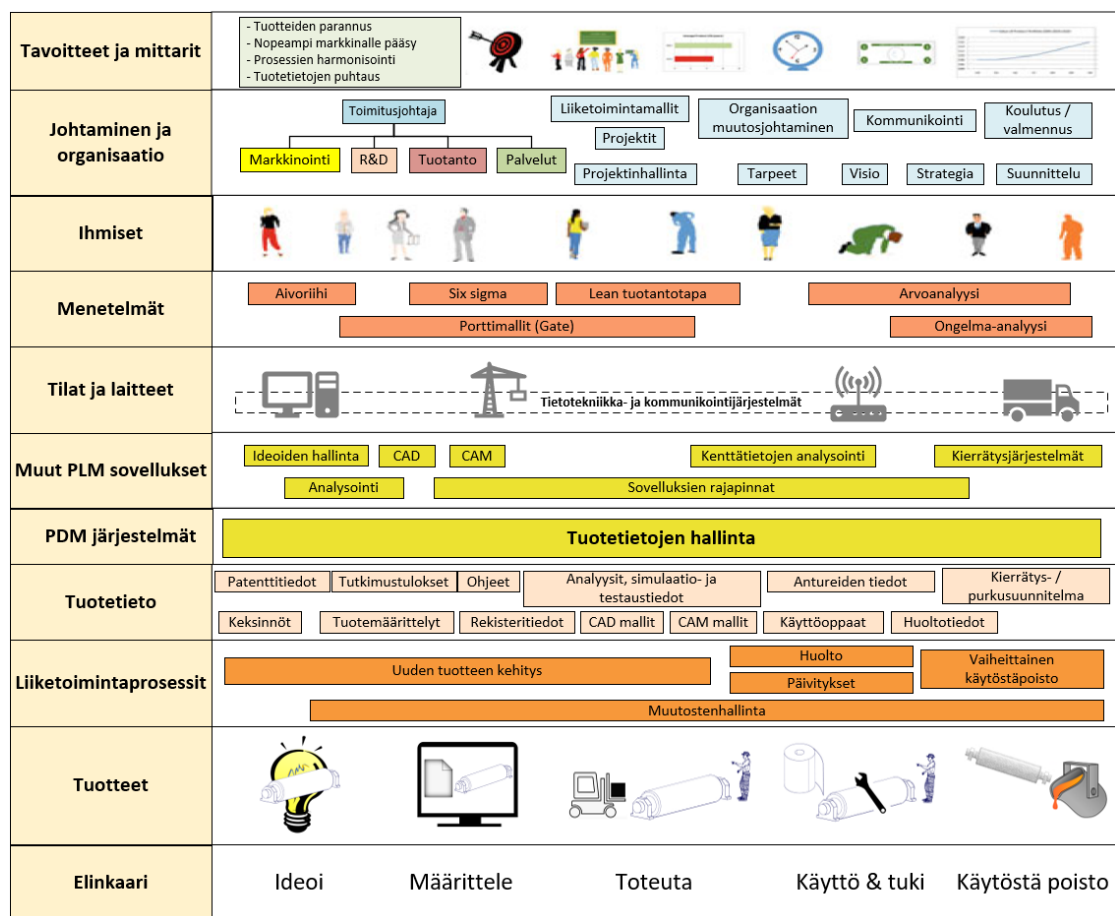 Tavoitteet ja mittarit
- Tuotteiden parannus
- Nopeampi markkinalle pääsy
- Prosessien harmonisointi
- Tuotetietojen puhtaus
Johtaminen ja
organisaatio
Toimitusjohtaja
Markkinointi
R&D
Tuotanto
Palvelut
Liiketoimintamallit
Projektit
Projektinhallinta
Organisaation
muutosjohtaminen
Kommunikointi
Koulutus /
valmennus
Tarpeet
Visio
Strategia
Suunnittelu
Ihmiset
Menetelmät
Aivoriihi
Six sigma
Lean tuotantotapa
Arvoanalyysi
Porttimallit (Gate)
Ongelma-analyysi
Tilat ja laitteet
Tietotekniikka- ja kommunikointijärjestelmät
Muut PLM sovellukset
Ideoiden hallinta
CAD
CAM
Kenttätietojen analysointi
Kierrätysjärjestelmät
Analysointi
Sovelluksien rajapinnat
PDM järjestelmät
Tuotetietojen hallinta
Tuotetieto
Patenttitiedot
Tutkimustulokset
Ohjeet
Analyysit, simulaatio- ja
testaustiedot
Antureiden tiedot
Kierrätys- /
purkusuunnitelma
Keksinnöt
Tuotemäärittelyt
Rekisteritiedot
CAD mallit
CAM mallit
Käyttöoppaat
Huoltotiedot
Liiketoimintaprosessit
Uuden tuotteen kehitys
Huolto
Päivitykset
Vaiheittainen
käytöstäpoisto
Muutostenhallinta
Tuotteet
Elinkaari
Ideoi
Määrittele
Toteuta
Käyttö & tuki
Käytöstä poisto